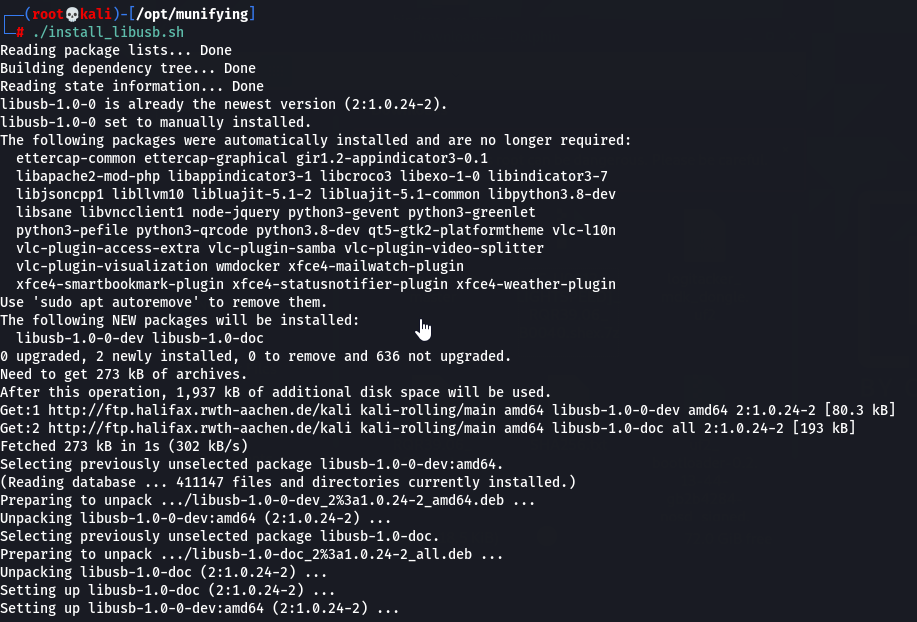 ┌──(root💀kali)-[/opt/munifying]
└─# ./install_libusb.sh
Reading package lists... Done
Building dependency tree... Done
Reading state information... Done
libusb-1.0-0 is already the newest version (2:1.0.24-2).
libusb-1.0-0 set to manually installed.
The following packages were automatically installed and are no longer required:
  ettercap-common ettercap-graphical gir1.2-appindicator3-0.1
  libapache2-mod-php libappindicator3-1 libcroco3 libexo-1-0 libindicator3-7
  libjsoncpp1 libllvm10 libluajit-5.1-2 libluajit-5.1-common libpython3.8-dev
  libsane libvncclient1 node-jquery python3-gevent python3-greenlet
  python3-pefile python3-qrcode python3.8-dev qt5-gtk2-platformtheme vlc-l10n
  vlc-plugin-access-extra vlc-plugin-samba vlc-plugin-video-splitter
  vlc-plugin-visualization wmdocker xfce4-mailwatch-plugin
  xfce4-smartbookmark-plugin xfce4-statusnotifier-plugin xfce4-weather-plugin
Use 'sudo apt autoremove' to remove them.
The following NEW packages will be installed:
  libusb-1.0-0-dev libusb-1.0-doc
0 upgraded, 2 newly installed, 0 to remove and 636 not upgraded.
Need to get 273 kB of archives.
After this operation, 1,937 kB of additional disk space will be used.
Get:1 http://ftp.halifax.rwth-aachen.de/kali kali-rolling/main amd64 libusb-1.0-0-dev amd64 2:1.0.24-2 [80.3 kB]
Get:2 http://ftp.halifax.rwth-aachen.de/kali kali-rolling/main amd64 libusb-1.0-doc all 2:1.0.24-2 [193 kB]
Fetched 273 kB in 1s (302 kB/s)
Selecting previously unselected package libusb-1.0-0-dev:amd64.
(Reading database ... 411147 files and directories currently installed.)
Preparing to unpack .../libusb-1.0-0-dev_2%3a1.0.24-2_amd64.deb ...
Unpacking libusb-1.0-0-dev:amd64 (2:1.0.24-2) ...
Selecting previously unselected package libusb-1.0-doc.
Preparing to unpack .../libusb-1.0-doc_2%3a1.0.24-2_all.deb ...
Unpacking libusb-1.0-doc (2:1.0.24-2) ...
Setting up libusb-1.0-doc (2:1.0.24-2) ...
Setting up libusb-1.0-0-dev:amd64 (2:1.0.24-2) ...